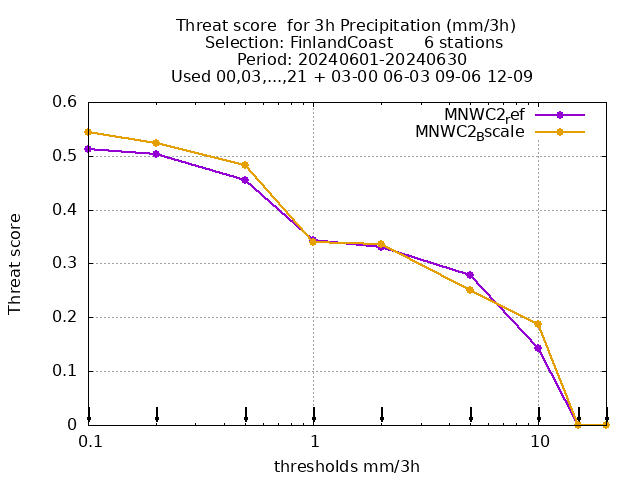 Threat score  for 3h Precipitation (mm/3h)
Selection: FinlandCoast      6 stations
Period: 20240601-20240630
Used 00,03,...,21 + 03-00 06-03 09-06 12-09
MNWC2ref
MNWC2Bscale
0.6
0.5
0.4
0.3
0.2
0.1
0
Threat score
0.1 1 10
thresholds mm/3h